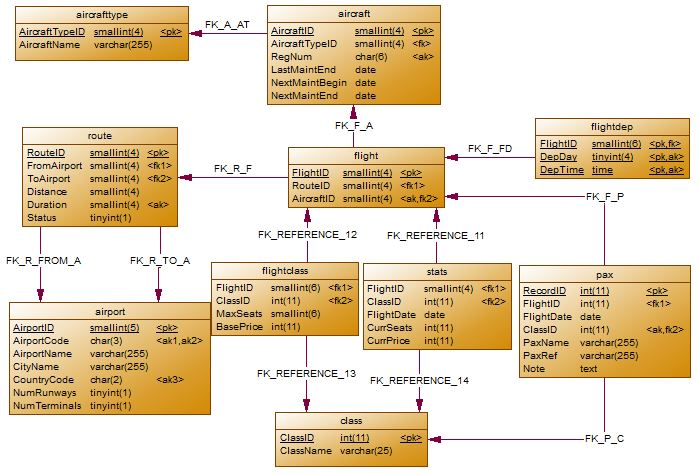 aircrafttype
AircraftTypeID smallint(4) <pk>
AircraftName varchar(255)
FK_A_AT
aircraft
AircraftID smallint(4) <pk>
AircraftTypeID smallint(4) <fk>
RegNum char(6) <ak>
LastMaintEnd date
NextMaintBegin date
NextMaintEnd date
FK_F_A
route
RouteID smallint(4) <pk>
FromAirport smallint(4) <fk1>
ToAirport smallint(4) <fk2>
Distance smallint(4)
Duration smallint(4) <ak>
Status tinyint(1)
FK_R_F
flight
FlightID smallint(4) <pk>
RouteID smallint(4) <fk1>
AircraftID smallint(4) <ak,fk2>
FK_F_FD
flightdep
FlightID smallint(6) <pk,fk>
DepDay tinyint(4) <pk,ak>
DepTime time <pk,ak>
FK_F_P
FK_R_FROM_A
FK_R_TO_A
FK_REFERENCE_12
FK_REFERENCE_11
airport
AirportID smallint(5) <pk>
AirportCode char(3) <ak1,ak2>
AirportName varchar(255)
CityName varchar(255)
CountryCode char(2) <ak3>
NumRunways tinyint(1)
NumTerminals tinyint(1)
flightclass
FlightID smallint(6) <fk1>
ClassID int(11) <fk2>
MaxSeats smallint(6)
BasePrice int(11)
stats
FlightID smallint(4) <fk1>
ClassID int(11) <fk2>
FlightDate date
CurrSeats int(11)
CurrPrice int(11)
pax
RecordID int(11) <pk>
FlightID int(11) <fk1>
FlightDate date
ClassID int(11) <ak,fk2>
PaxName varchar(255)
PaxRef varchar(255)
Note text
FK_REFERENCE_13
FK_REFERENCE_14
class
ClassID int(11) <pk>
ClassName varchar(25)
FK_P_C